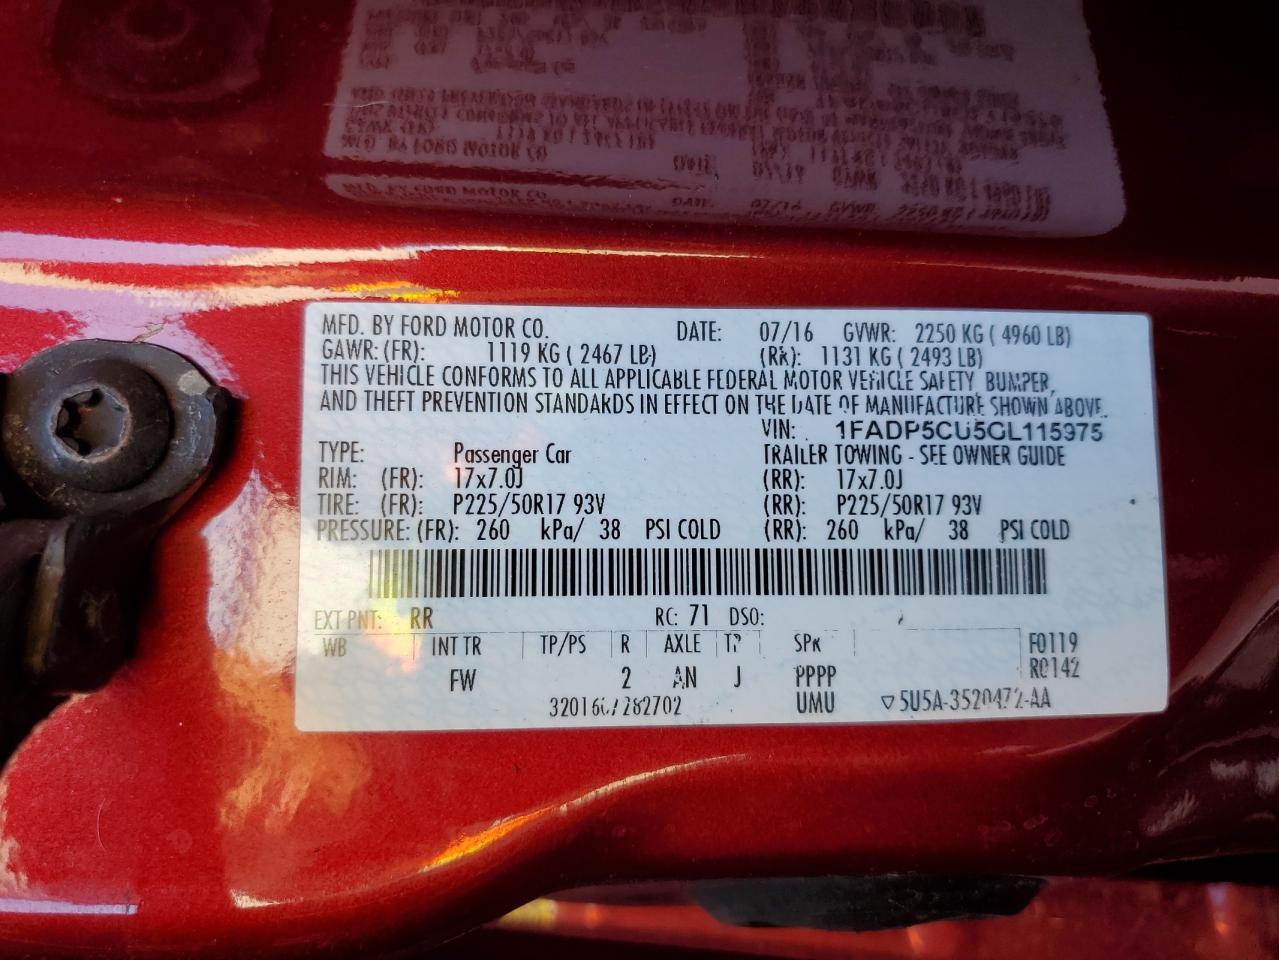 MFD. BY FORD MOTOR CO. DATE: 07/16 GVWR: 2250 KG ( 4960 LB)
GAWR: (FR): 1119 KG ( 2467 LB) (RR): 1131 KG ( 2493 LB)
THIS VEHICLE CONFORMS TO ALL APPLICABLE FEDERAL MOTOR VEHICLE SAFETY, BUMPER,
AND THEFT PREVENTION STANDARDS IN EFFECT ON THE DATE OF MANUFACTURE SHOWN ABOVE.
VIN: 1FADP5CU5GL115975
TYPE: Passenger Car TRAILER TOWING - SEE OWNER GUIDE
RIM: (FR): 17x7.0J (RR): 17x7.0J
TIRE: (FR): P225/50R17 93V (RR): P225/50R17 93V
PRESSURE: (FR): 260 kPa/ 38 PSI COLD (RR): 260 kPa/ 38 PSI COLD
EXT PNT: RR RC: 71 DSO:
WB INT TR TP/PS R AXLE TR SPR F0119
FW 2 AN J PPPP R0142
UMU ▽5U5A-3520472-AA